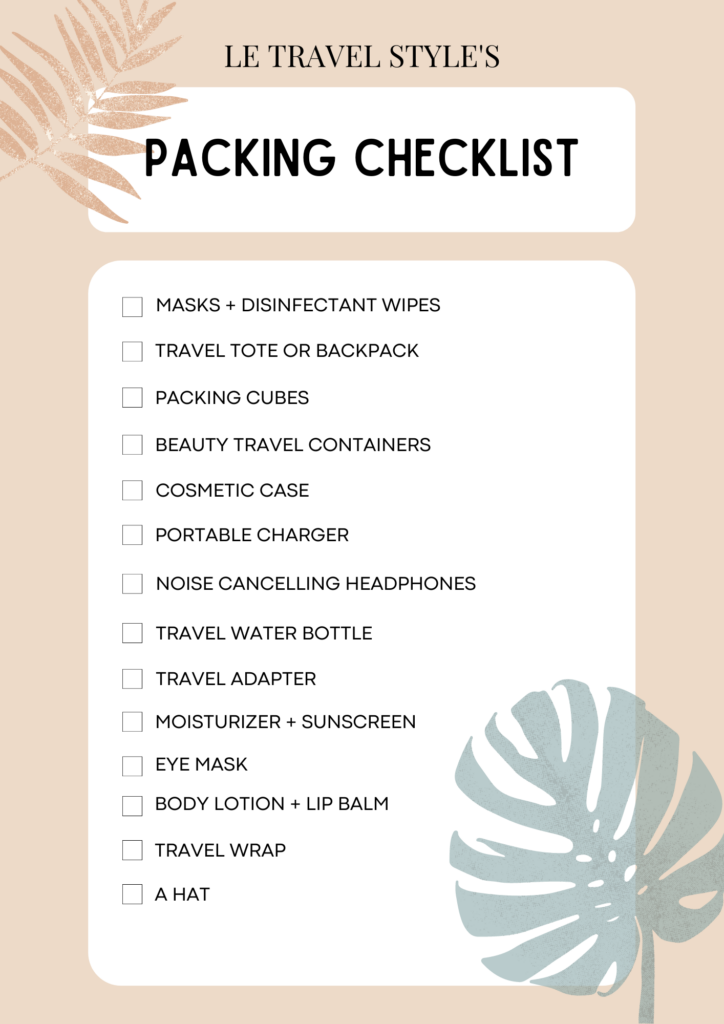 LE TRAVEL STYLE'S
PACKING CHECKLIST
MASKS + DISINFECTANT WIPES
TRAVEL TOTE OR BACKPACK
PACKING CUBES
BEAUTY TRAVEL CONTAINERS
COSMETIC CASE
PORTABLE CHARGER
NOISE CANCELLING HEADPHONES
TRAVEL WATER BOTTLE
TRAVEL ADAPTER
MOISTURIZER + SUNSCREEN
EYE MASK
BODY LOTION + LIP BALM
TRAVEL WRAP
A HAT